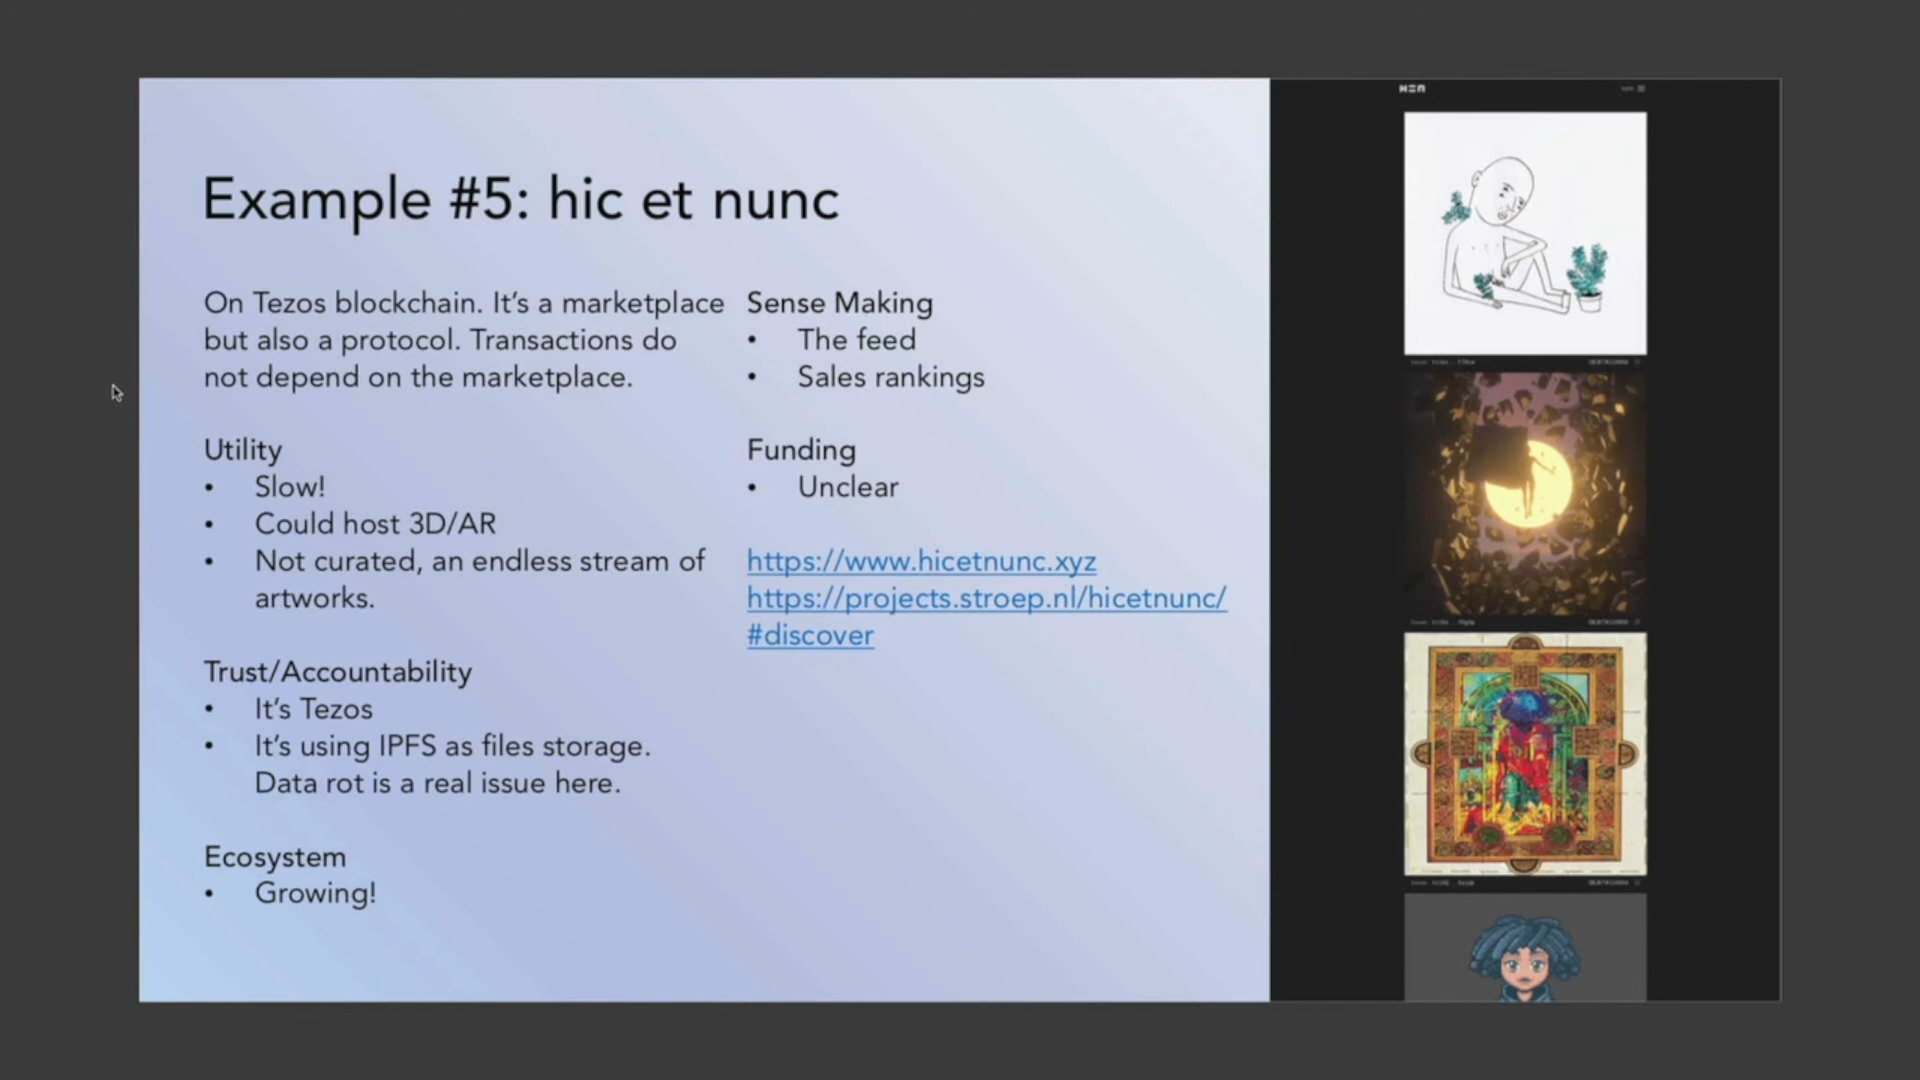 Example #5: hic et nunc
On Tezos blockchain. It’s a marketplace
but also a protocol. Transactions do
not depend on the marketplace.
Utility
• Slow!
• Could host 3D/AR
• Not curated, an endless stream of
artworks.
Trust/Accountability
• It’s Tezos
• It’s using IPFS as files storage.
Data rot is a real issue here.
Ecosystem
• Growing!
Sense Making
• The feed
• Sales rankings
Funding
• Unclear
https://www.hicetnunc.xyz
https://projects.stroep.nl/hicetnunc/
#discover